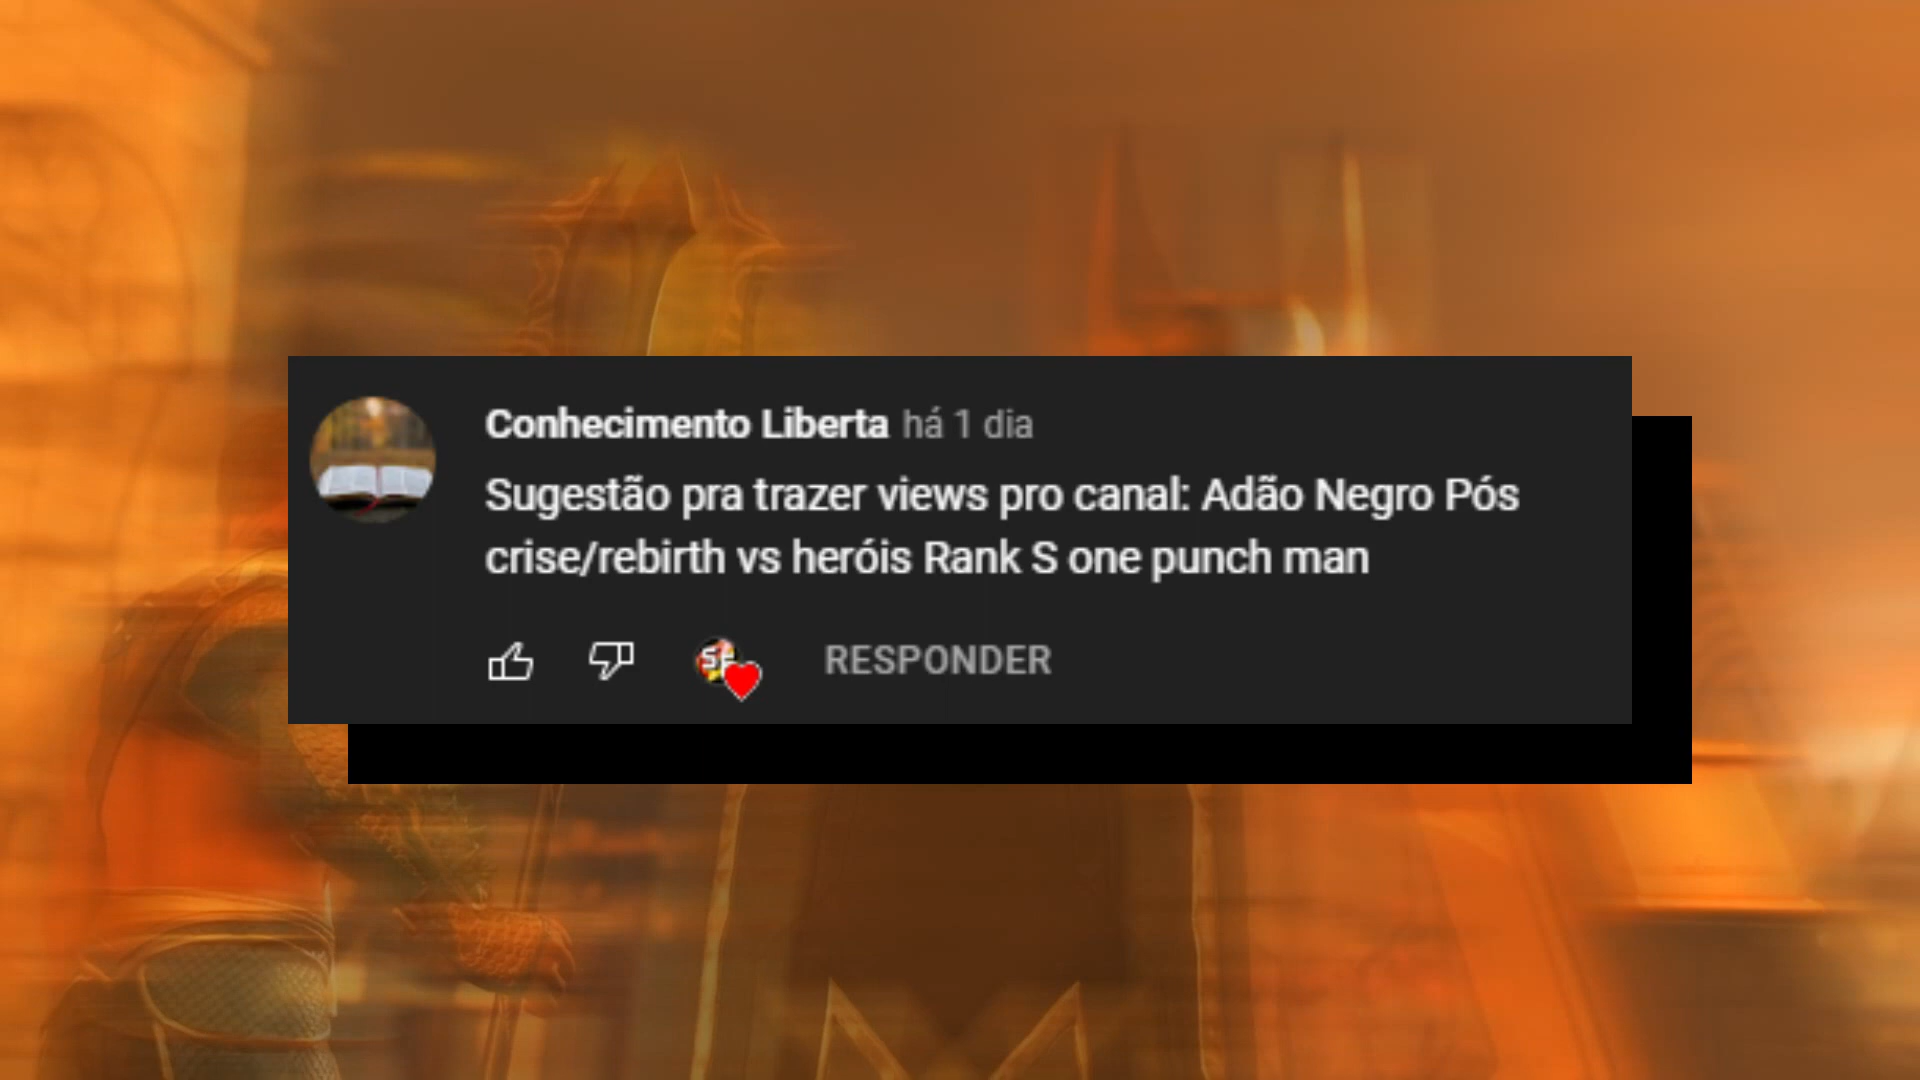 Conhecimento Liberta há 1 dia
Sugestão pra trazer views pro canal: Adão Negro Pós
crise/rebirth vs heróis Rank S one punch man
SF
RESPONDER